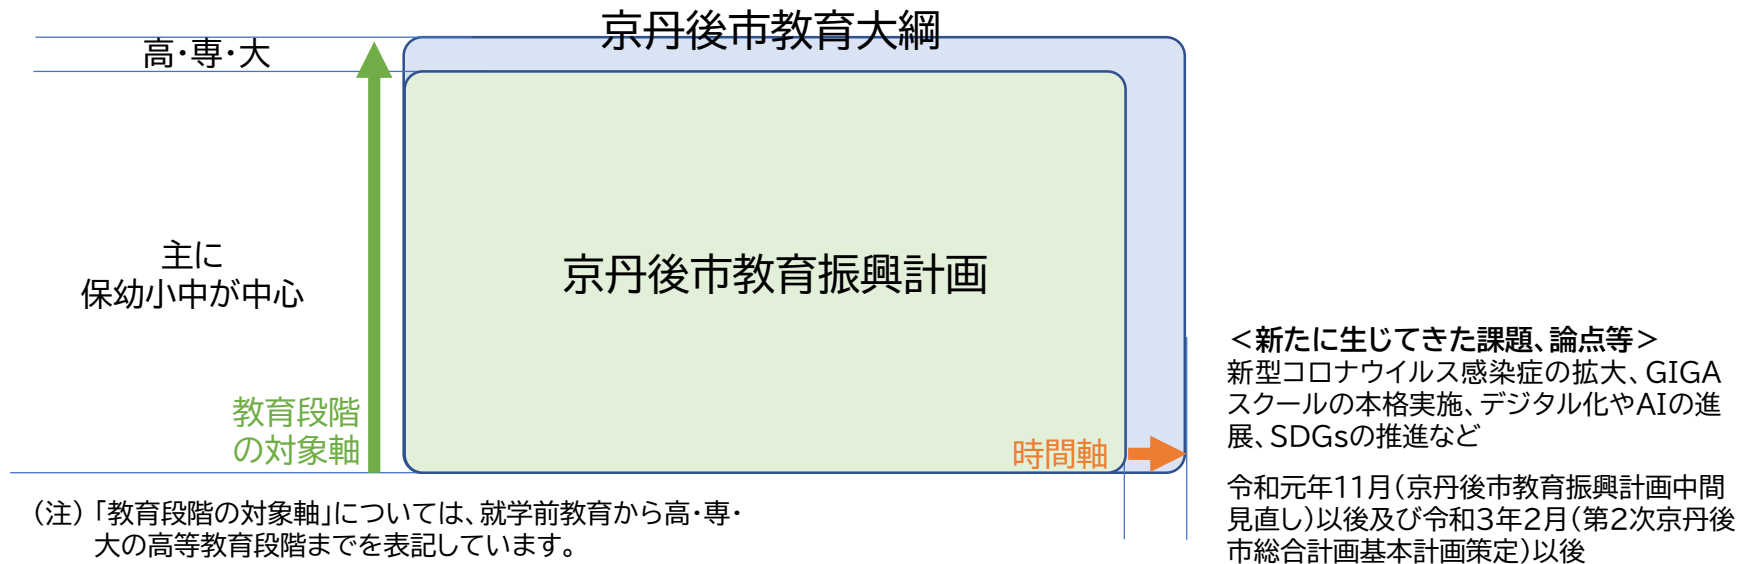 京丹後市教育大綱
高・専・大
主に
保幼小中が中心
京丹後市教育振興計画
教育段階
の対象軸
時間軸
＜新たに生じてきた課題、論点等＞
新型コロナウイルス感染症の拡大、GIGA
スクールの本格実施、デジタル化やAIの進
展、SDGsの推進など
令和元年11月（京丹後市教育振興計画中間
見直し）以後及び令和3年2月（第2次京丹後
市総合計画基本計画策定）以後
（注）「教育段階の対象軸」については、就学前教育から高・専・
大の高等教育段階までを表記しています。